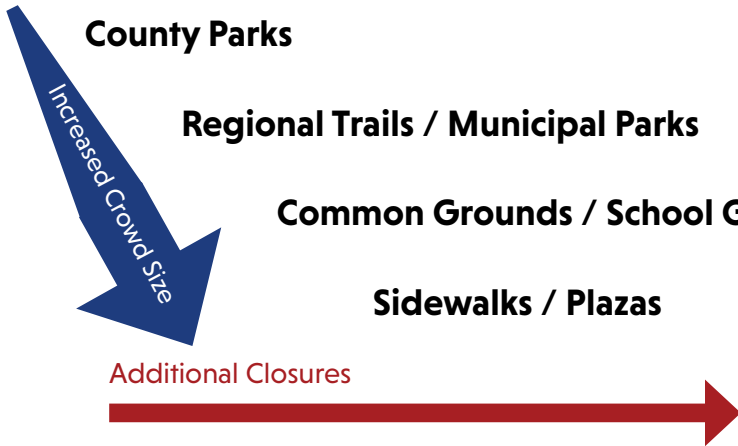 County Parks
Increased Crowd Size
Regional Trails / Municipal Parks
Common Grounds / School
Sidewalks / Plazas
Additional Closures